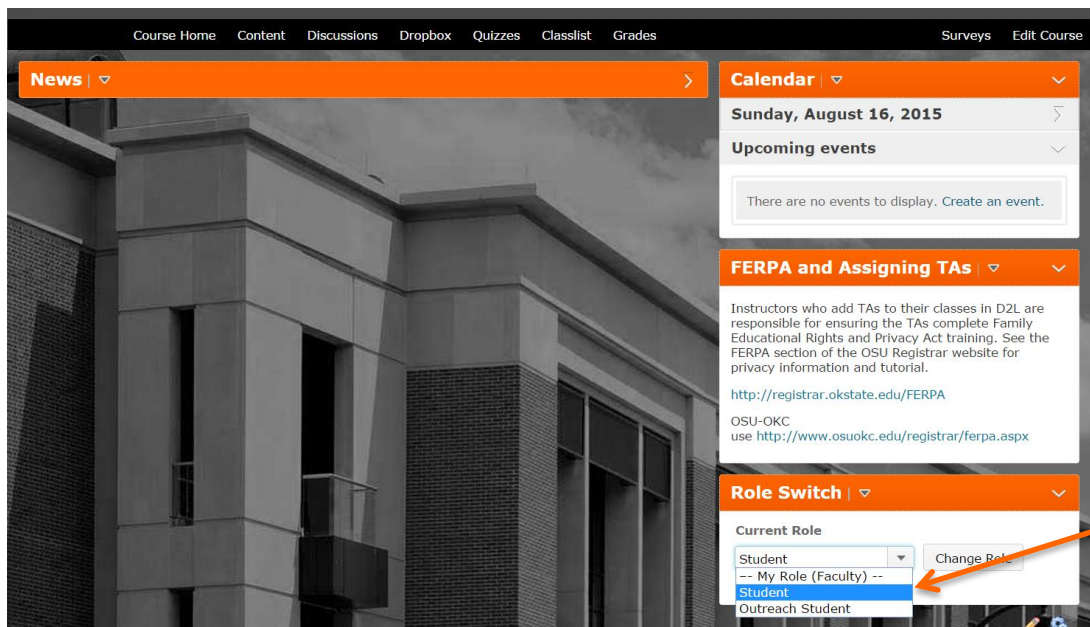 Course Home Content Discussions Dropbox Quizzes Classlist Grades Surveys Edit Course
News
Calendar
Sunday, August 16, 2015
Upcoming events
There are no events to display. Create an event.
FERPA and Assigning TAs
Instructors who add TAs to their classes in D2L are
responsible for ensuring the TAs complete Family
Educational Rights and Privacy Act training. See the
FERPA section of the OSU Registrar website for
privacy information and tutorial.
http://registrar.okstate.edu/FERPA
OSU-OKC
use http://www.osuokc.edu/registrar/ferpa.aspx
Role Switch
Current Role
Student Change Role
-- My Role (Faculty) --
Student
Outreach Student